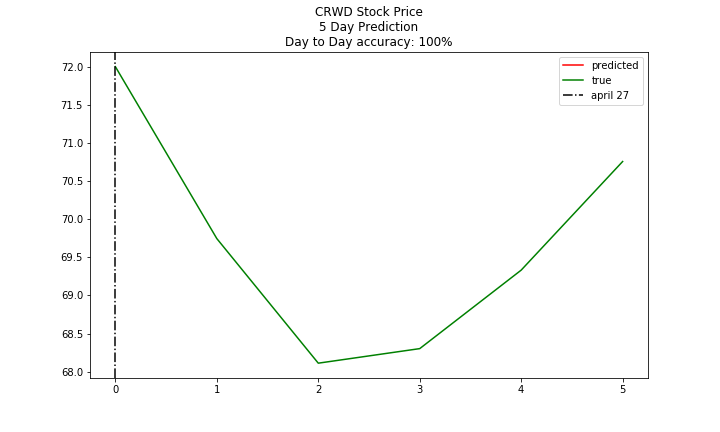 CRWD Stock Price
5 Day Prediction
Day to Day accuracy: 100%
predicted
true
april 27
72.0
71.5
71.0
70.5
70.0
69.5
69.0
68.5
68.0
0 1 2 3 4 5